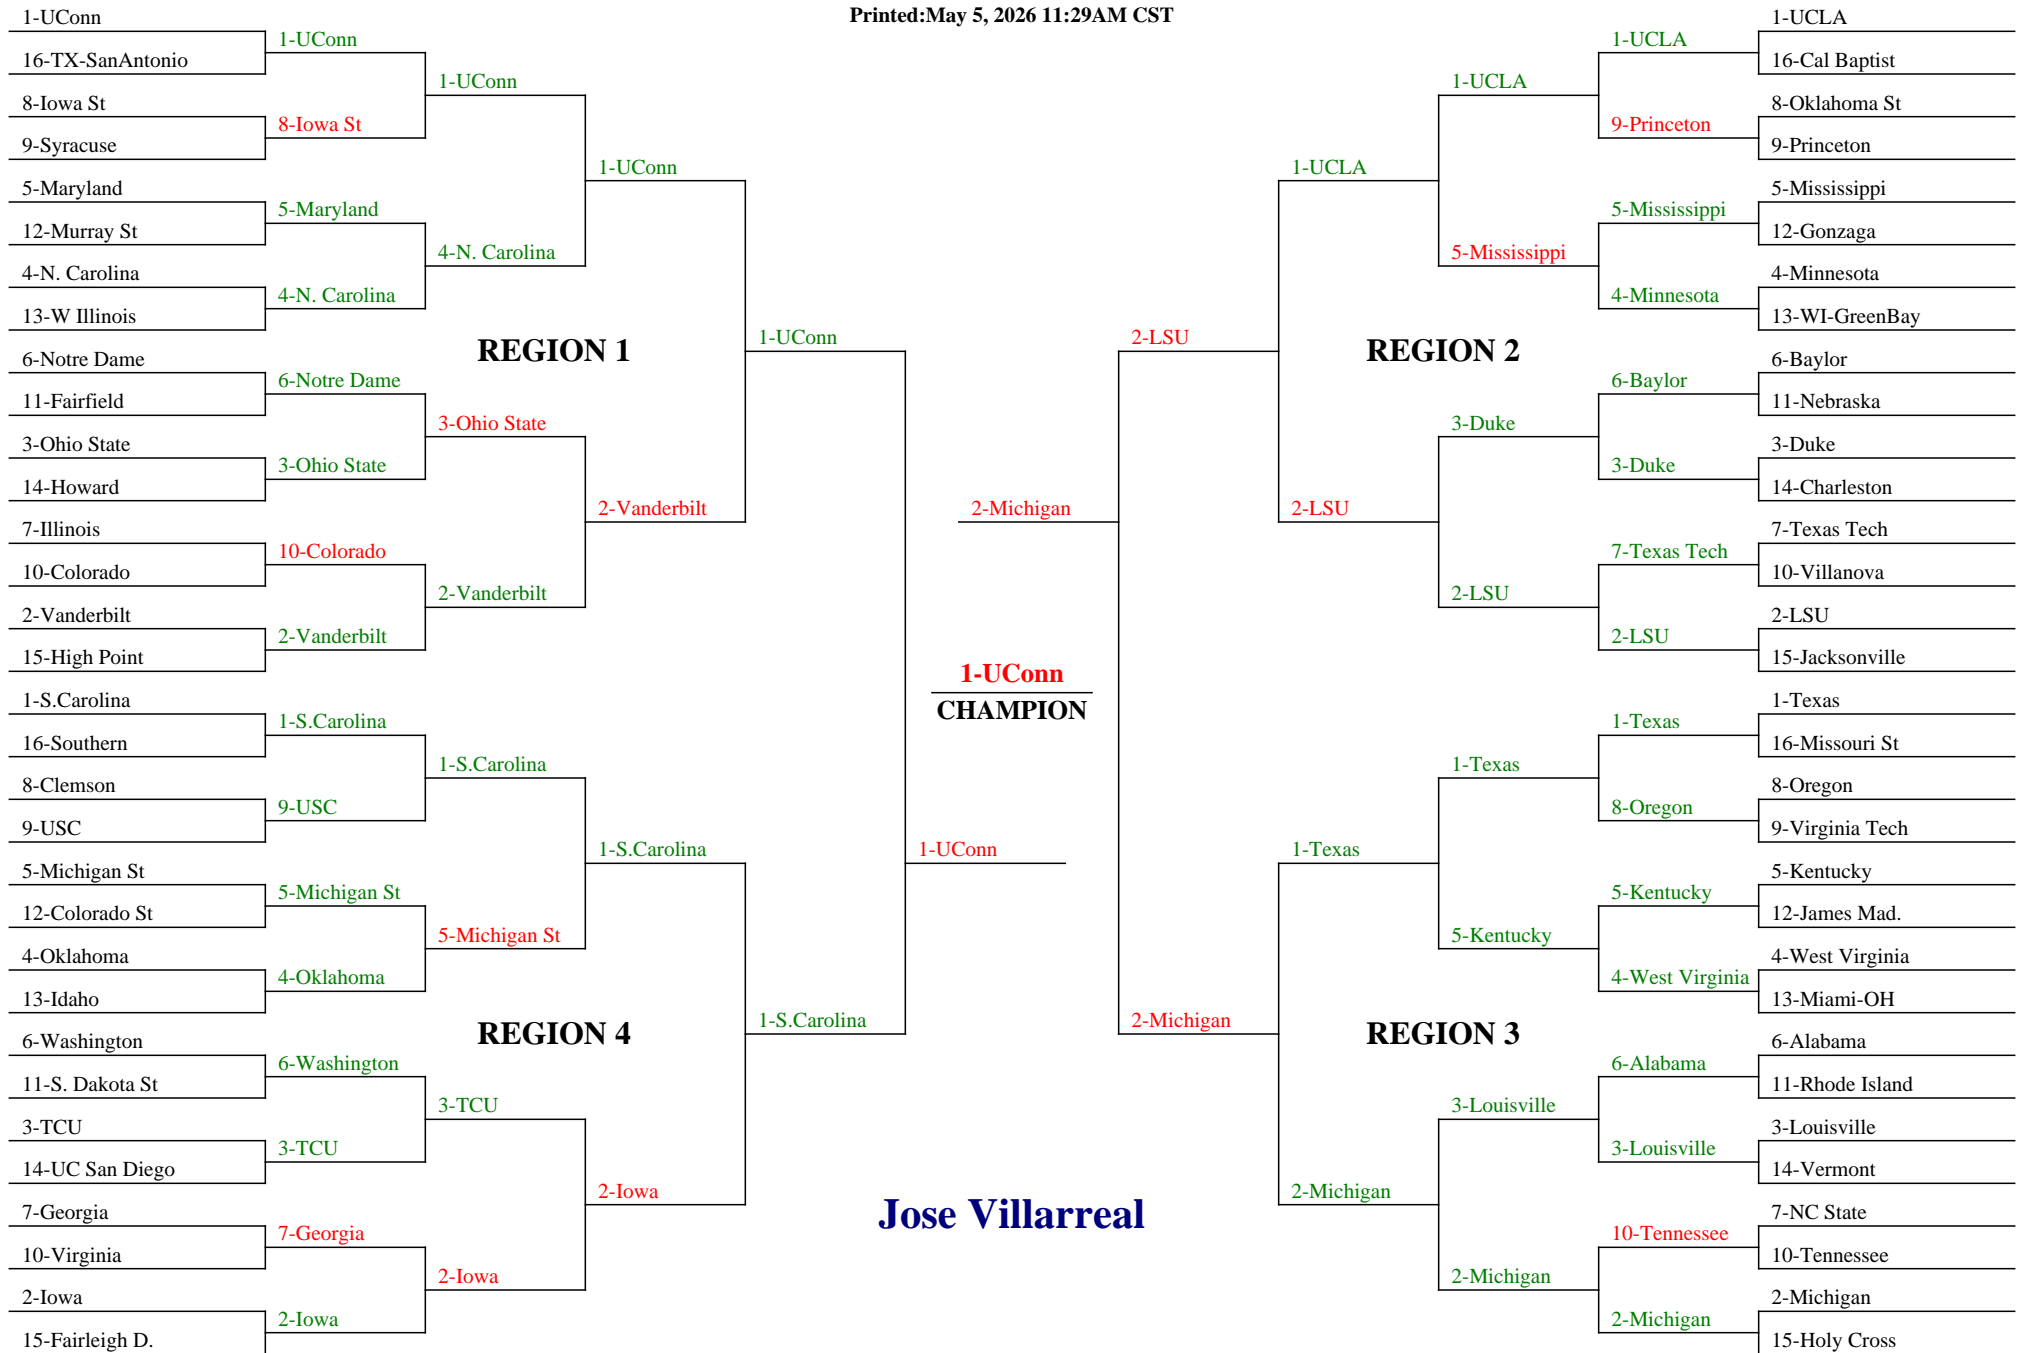 Printed:May 5, 2026 11:29AM CST
1-UConn
16-TX-SanAntonio
8-Iowa St
9-Syracuse
5-Maryland
12-Murray St
4-N. Carolina
13-W Illinois
6-Notre Dame
11-Fairfield
3-Ohio State
14-Howard
7-Illinois
10-Colorado
2-Vanderbilt
15-High Point
1-S.Carolina
16-Southern
8-Clemson
9-USC
5-Michigan St
12-Colorado St
4-Oklahoma
13-Idaho
6-Washington
11-S. Dakota St
3-TCU
14-UC San Diego
7-Georgia
10-Virginia
2-Iowa
15-Fairleigh D.
1-UConn
8-Iowa St
5-Maryland
4-N. Carolina
6-Notre Dame
3-Ohio State
10-Colorado
2-Vanderbilt
1-S.Carolina
9-USC
5-Michigan St
4-Oklahoma
6-Washington
3-TCU
7-Georgia
2-Iowa
1-UConn
4-N. Carolina
3-Ohio State
2-Vanderbilt
1-S.Carolina
5-Michigan St
3-TCU
2-Iowa
REGION 1
REGION 4
1-UConn
2-Vanderbilt
1-S.Carolina
2-Iowa
1-UConn
1-S.Carolina
1-UConn
2-Michigan
1-UConn
CHAMPION
Jose Villarreal
2-LSU
2-Michigan
1-UCLA
2-LSU
1-Texas
2-Michigan
REGION 2
REGION 3
1-UCLA
5-Mississippi
3-Duke
2-LSU
1-Texas
5-Kentucky
3-Louisville
2-Michigan
1-UCLA
9-Princeton
5-Mississippi
4-Minnesota
6-Baylor
3-Duke
7-Texas Tech
2-LSU
1-Texas
8-Oregon
5-Kentucky
4-West Virginia
6-Alabama
3-Louisville
10-Tennessee
2-Michigan
1-UCLA
16-Cal Baptist
8-Oklahoma St
9-Princeton
5-Mississippi
12-Gonzaga
4-Minnesota
13-WI-GreenBay
6-Baylor
11-Nebraska
3-Duke
14-Charleston
7-Texas Tech
10-Villanova
2-LSU
15-Jacksonville
1-Texas
16-Missouri St
8-Oregon
9-Virginia Tech
5-Kentucky
12-James Mad.
4-West Virginia
13-Miami-OH
6-Alabama
11-Rhode Island
3-Louisville
14-Vermont
7-NC State
10-Tennessee
2-Michigan
15-Holy Cross